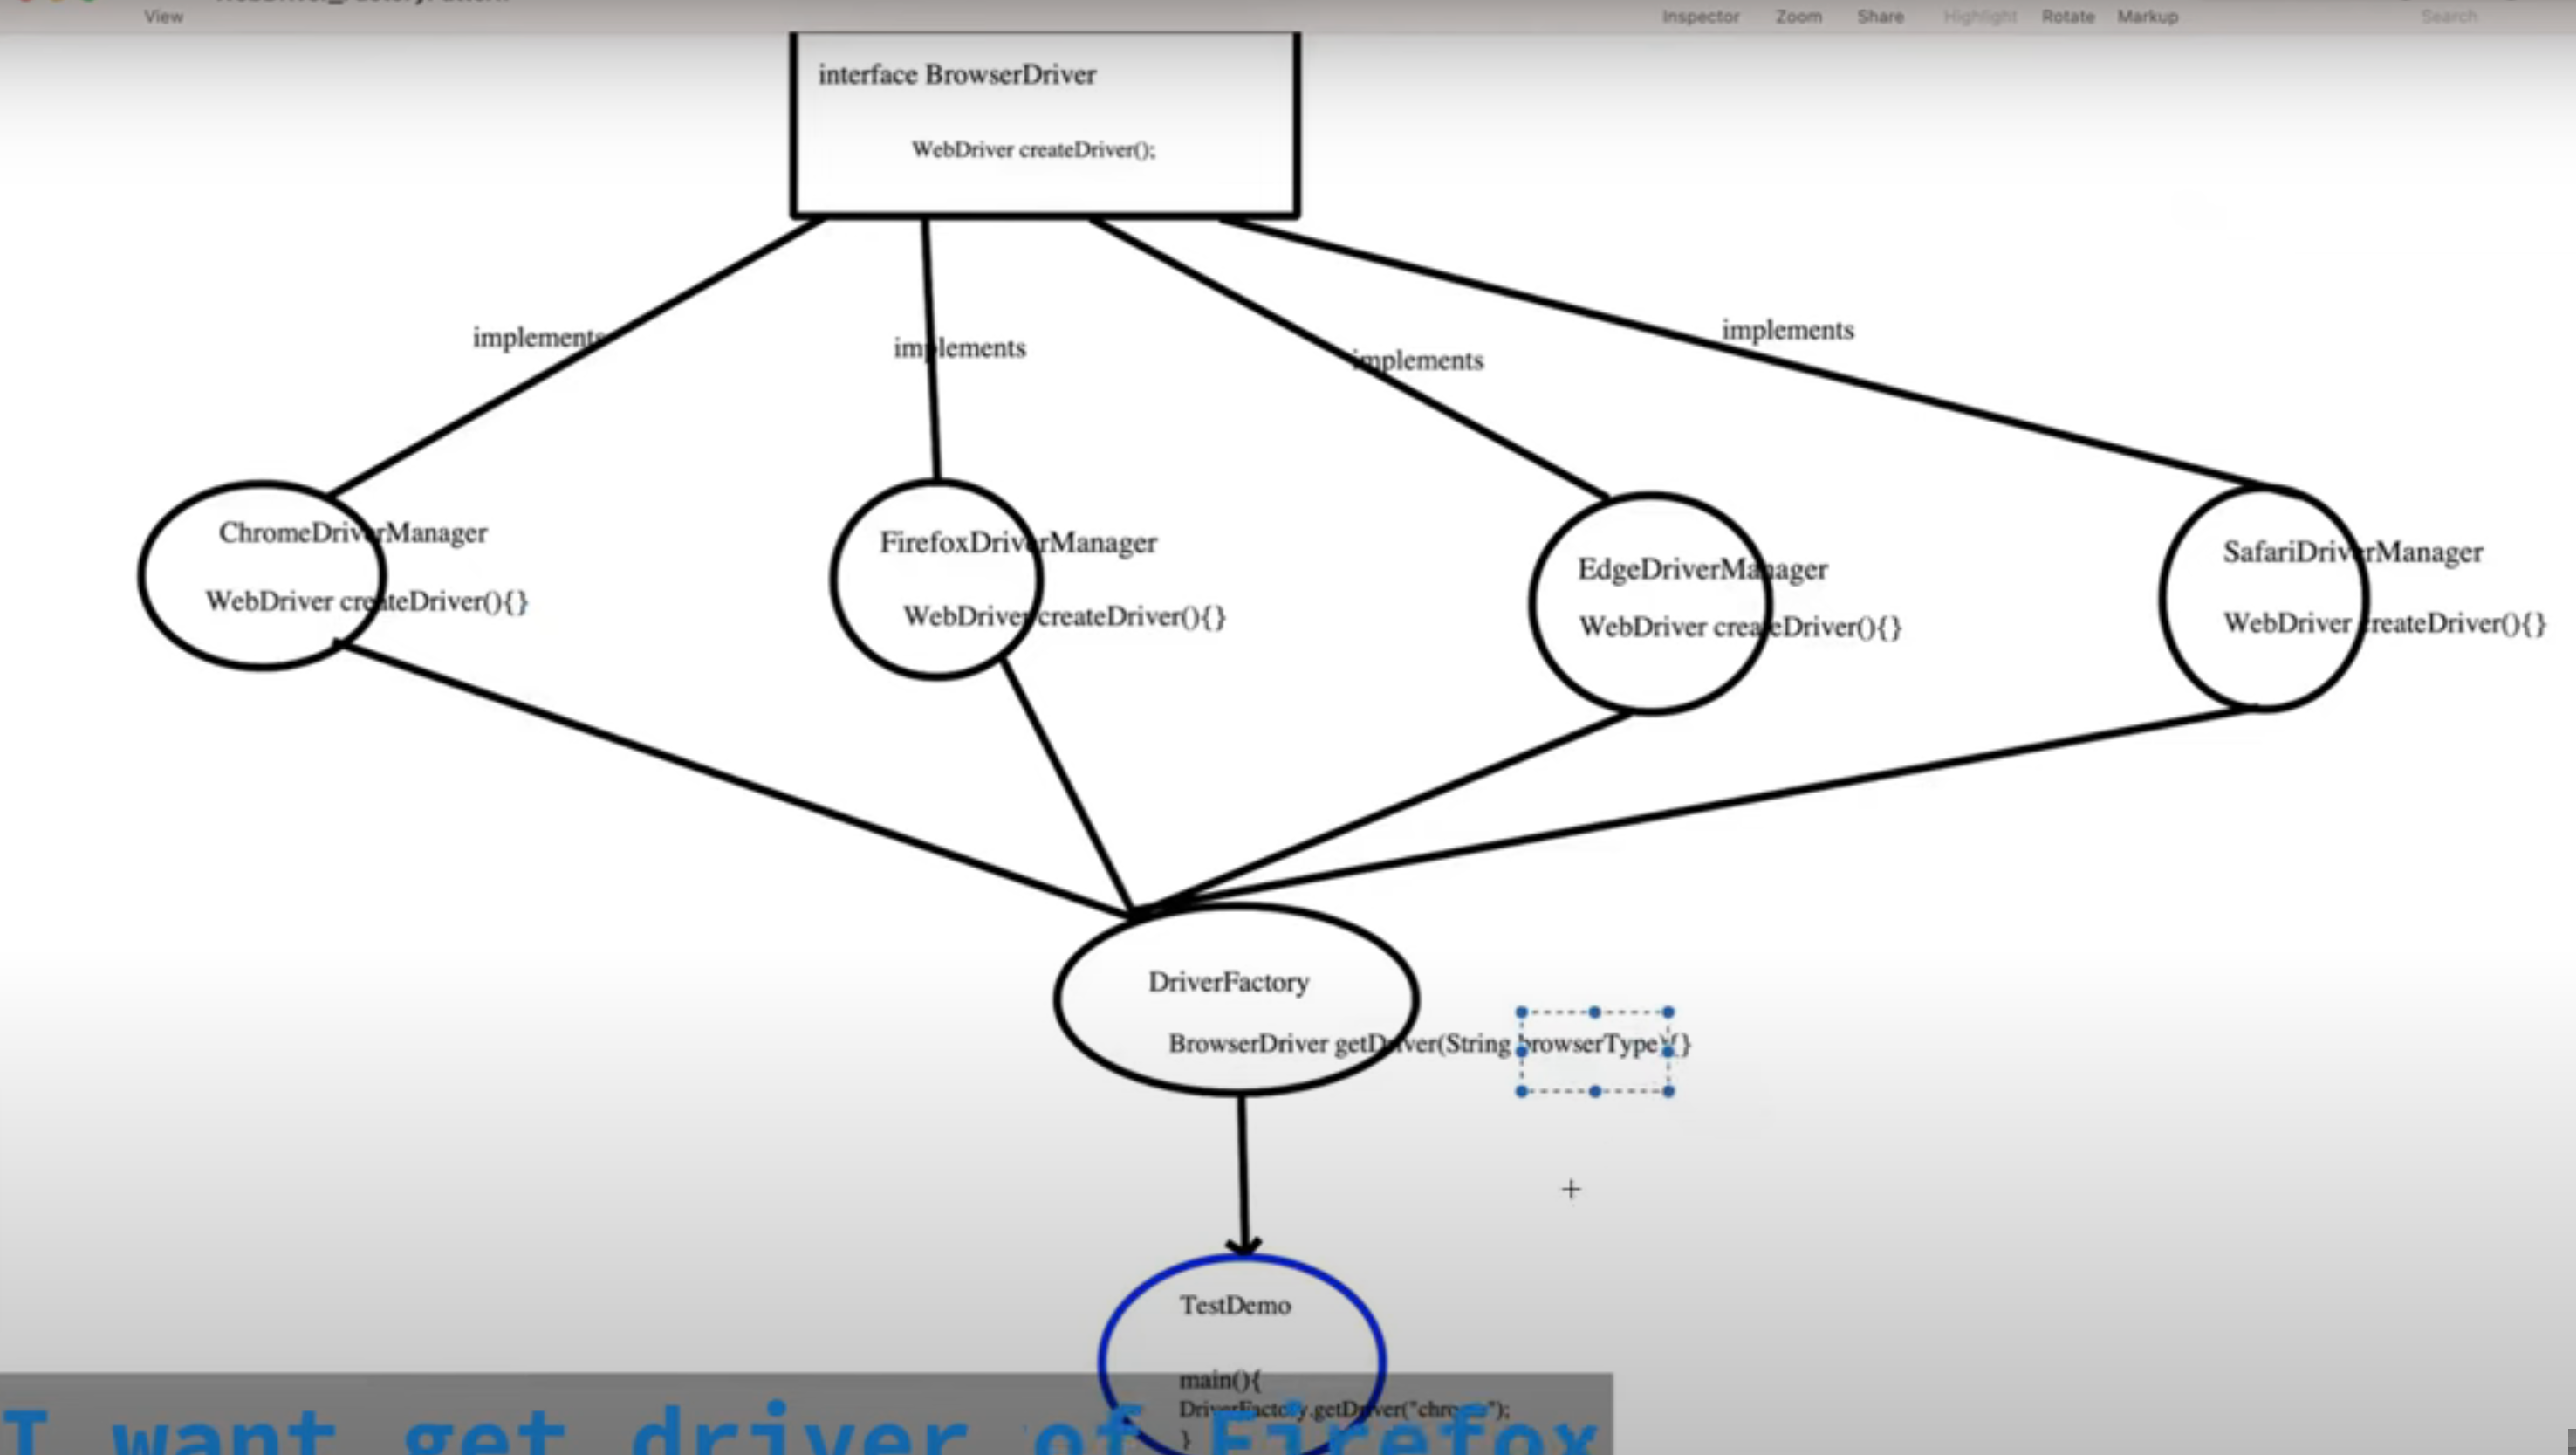 View
Inspector
Zoom
Share
Highlight
Rotate
Markup
Search
interface BrowserDriver
WebDriver createDriver();
implements
implements
implements
implements
ChromeDriverManager
WebDriver createDriver(){}
FirefoxDriverManager
WebDriver createDriver(){}
EdgeDriverManager
WebDriver createDriver(){}
SafariDriverManager
WebDriver createDriver(){}
DriverFactory
BrowserDriver getDriver(String browserType){}
TestDemo
main(){
DriverFactory.getDriver("chrome");
}
I want get driver of Firefox